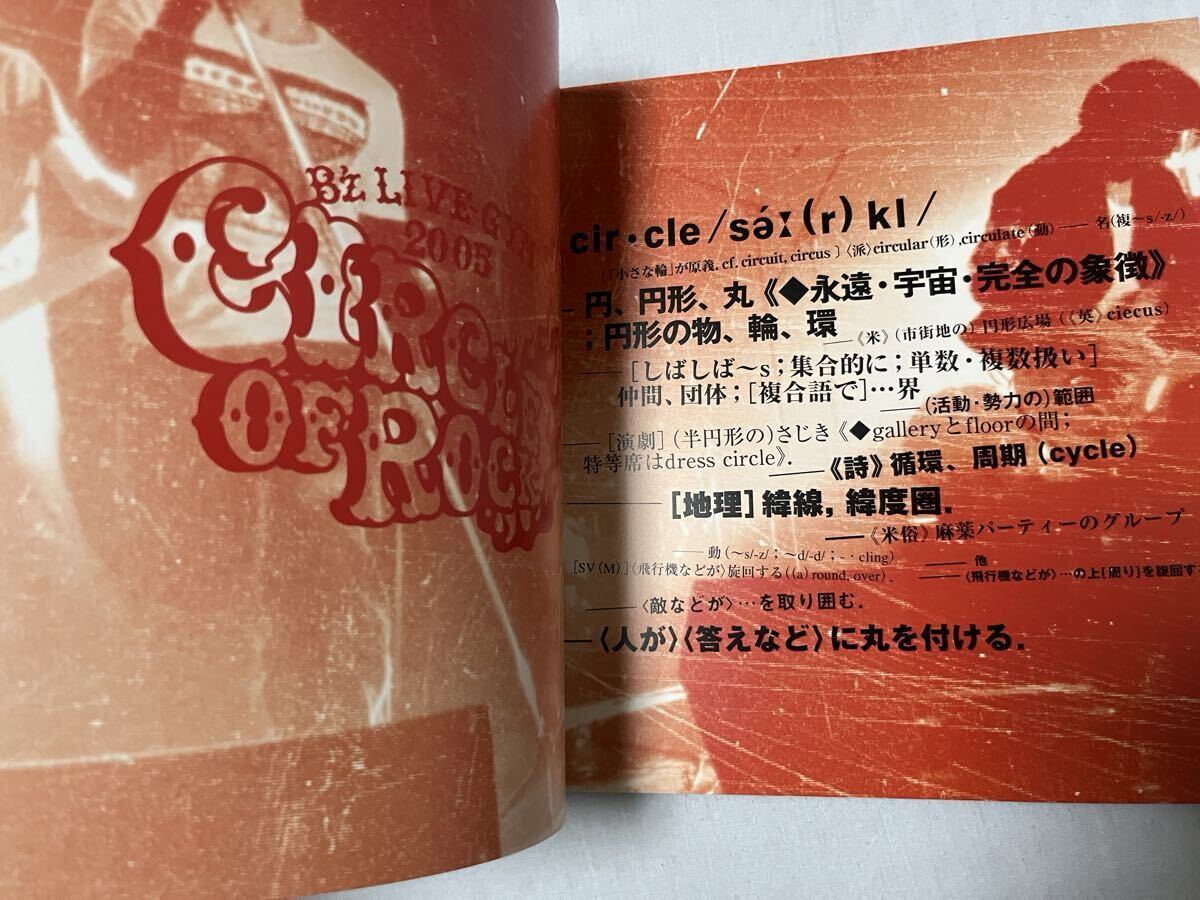 B'z LIVE-G
2005
CIRCLE
OF ROCK
cir・cle /sə́ː(r) kl/
〔「小さな輪」が原義. cf. circuit, circus 〕〈派〉circular（形）,circulate（動）
—— 名(複～s/-z/)
– 円、円形、丸《◆永遠・宇宙・完全の象徴》
; 円形の物、輪、環
——《米》（市街地の）円形広場（《英》ciecus）
——［しばしば～s；集合的に；単数・複数扱い］
仲間、団体；［複合語で］…界
——（活動・勢力の）範囲
——［演劇］（半円形の）さじき《◆galleryとfloorの間；
特等席はdress circle》.
——《詩》循環、周期（cycle）
——［地理］緯線，緯度圏.
——《米俗》麻薬パーティーのグループ
—— 動（～s/-z/；～d/-d/；-・cling）
［SV（M）］〈飛行機などが〉旋回する（(a) round, over）.
—— 他
——〈飛行機などが〉…の上[周り]を旋回す
——〈敵などが〉…を取り囲む.
——〈人が〉〈答えなど〉に丸を付ける.